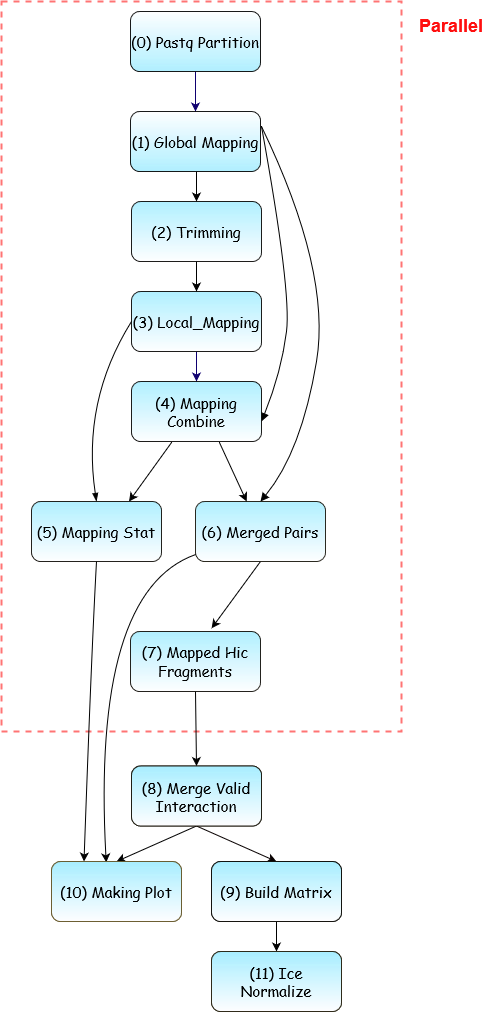 Parallel
(0) Pastq Partition
(1) Global Mapping
(2) Trimming
(3) Local_Mapping
(4) Mapping
Combine
(5) Mapping Stat
(6) Merged Pairs
(7) Mapped Hic
Fragments
(8) Merge Valid
Interaction
(10) Making Plot
(9) Build Matrix
(11) Ice
Normalize